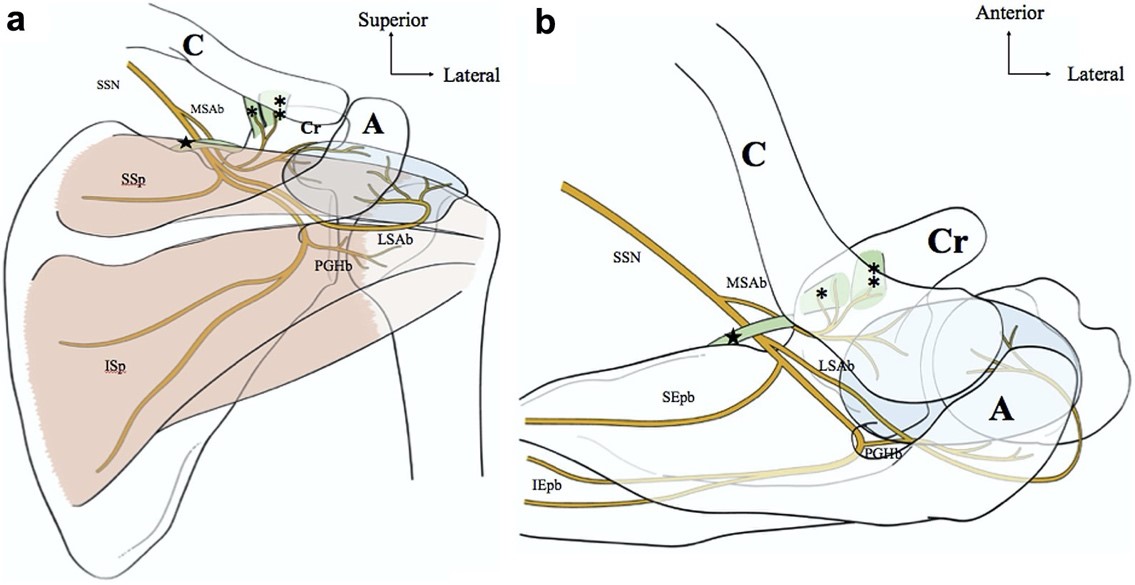 a
Superior
Lateral
C
SSN
MSAb
*
*
*
Cr
A
★
SSp
LSAb
PGHb
ISp
b
Anterior
Lateral
C
Cr
SSN
MSAb
*
*
*
★
LSAb
SEpb
A
PGHb
IEpb